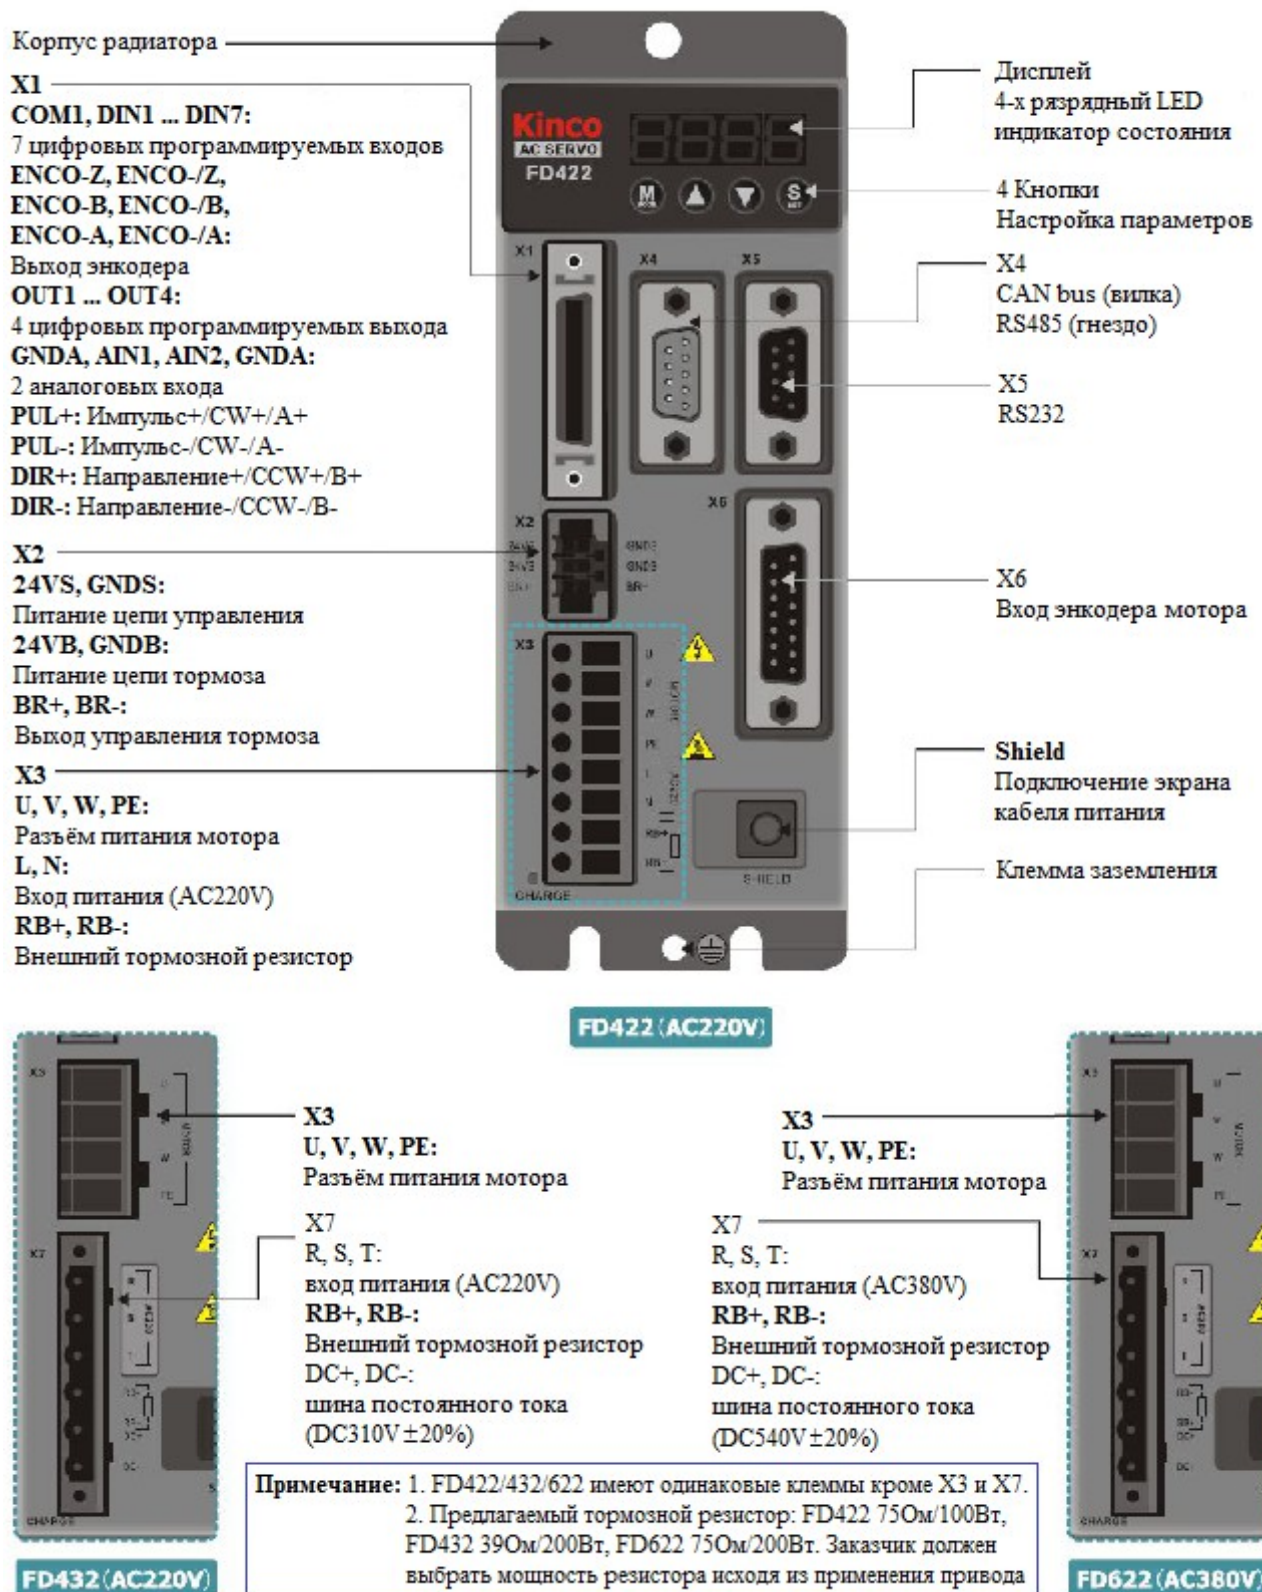 Корпус радиатора
X1
COM1, DIN1 ... DIN7:
7 цифровых программируемых входов
ENCO-Z, ENCO-/Z,
ENCO-B, ENCO-/B,
ENCO-A, ENCO-/A:
Выход энкодера
OUT1 ... OUT4:
4 цифровых программируемых выхода
GNDA, AIN1, AIN2, GNDA:
2 аналоговых входа
PUL+: Импульс+/CW+/A+
PUL-: Импульс-/CW-/A-
DIR+: Направление+/CCW+/B+
DIR-: Направление-/CCW-/B-
X2
24VS, GNDS:
Питание цепи управления
24VB, GNDB:
Питание цепи тормоза
BR+, BR-:
Выход управления тормоза
X3
U, V, W, PE:
Разъём питания мотора
L, N:
Вход питания (AC220V)
RB+, RB-:
Внешний тормозной резистор
Kinco
AC SERVO
FD422
M
S
X1
X4
X5
X2
X6
X3
U
PE
RB+
SHIELD
CHARGE
Дисплей
4-х рязрядный LED
индикатор состояния
4 Кнопки
Настройка параметров
X4
CAN bus (вилка)
RS485 (гнездо)
X5
RS232
X6
Вход энкодера мотора
Shield
Подключение экрана
кабеля питания
Клемма заземления
FD422 (AC220V)
X3
X7
CHARGE
FD432 (AC220V)
X3
U, V, W, PE:
Разъём питания мотора
X7
R, S, T:
вход питания (AC220V)
RB+, RB-:
Внешний тормозной резистор
DC+, DC-:
шина постоянного тока
(DC310V±20%)
X3
U, V, W, PE:
Разъём питания мотора
X7
R, S, T:
вход питания (AC380V)
RB+, RB-:
Внешний тормозной резистор
DC+, DC-:
шина постоянного тока
(DC540V±20%)
X3
X7
CHARGE
FD622 (AC380V)
Примечание: 1. FD422/432/622 имеют одинаковые клеммы кроме X3 и X7.
2. Предлагаемый тормозной резистор: FD422 75Ом/100Вт,
FD432 39Ом/200Вт, FD622 75Ом/200Вт. Заказчик должен
выбрать мощность резистора исходя из применения привода